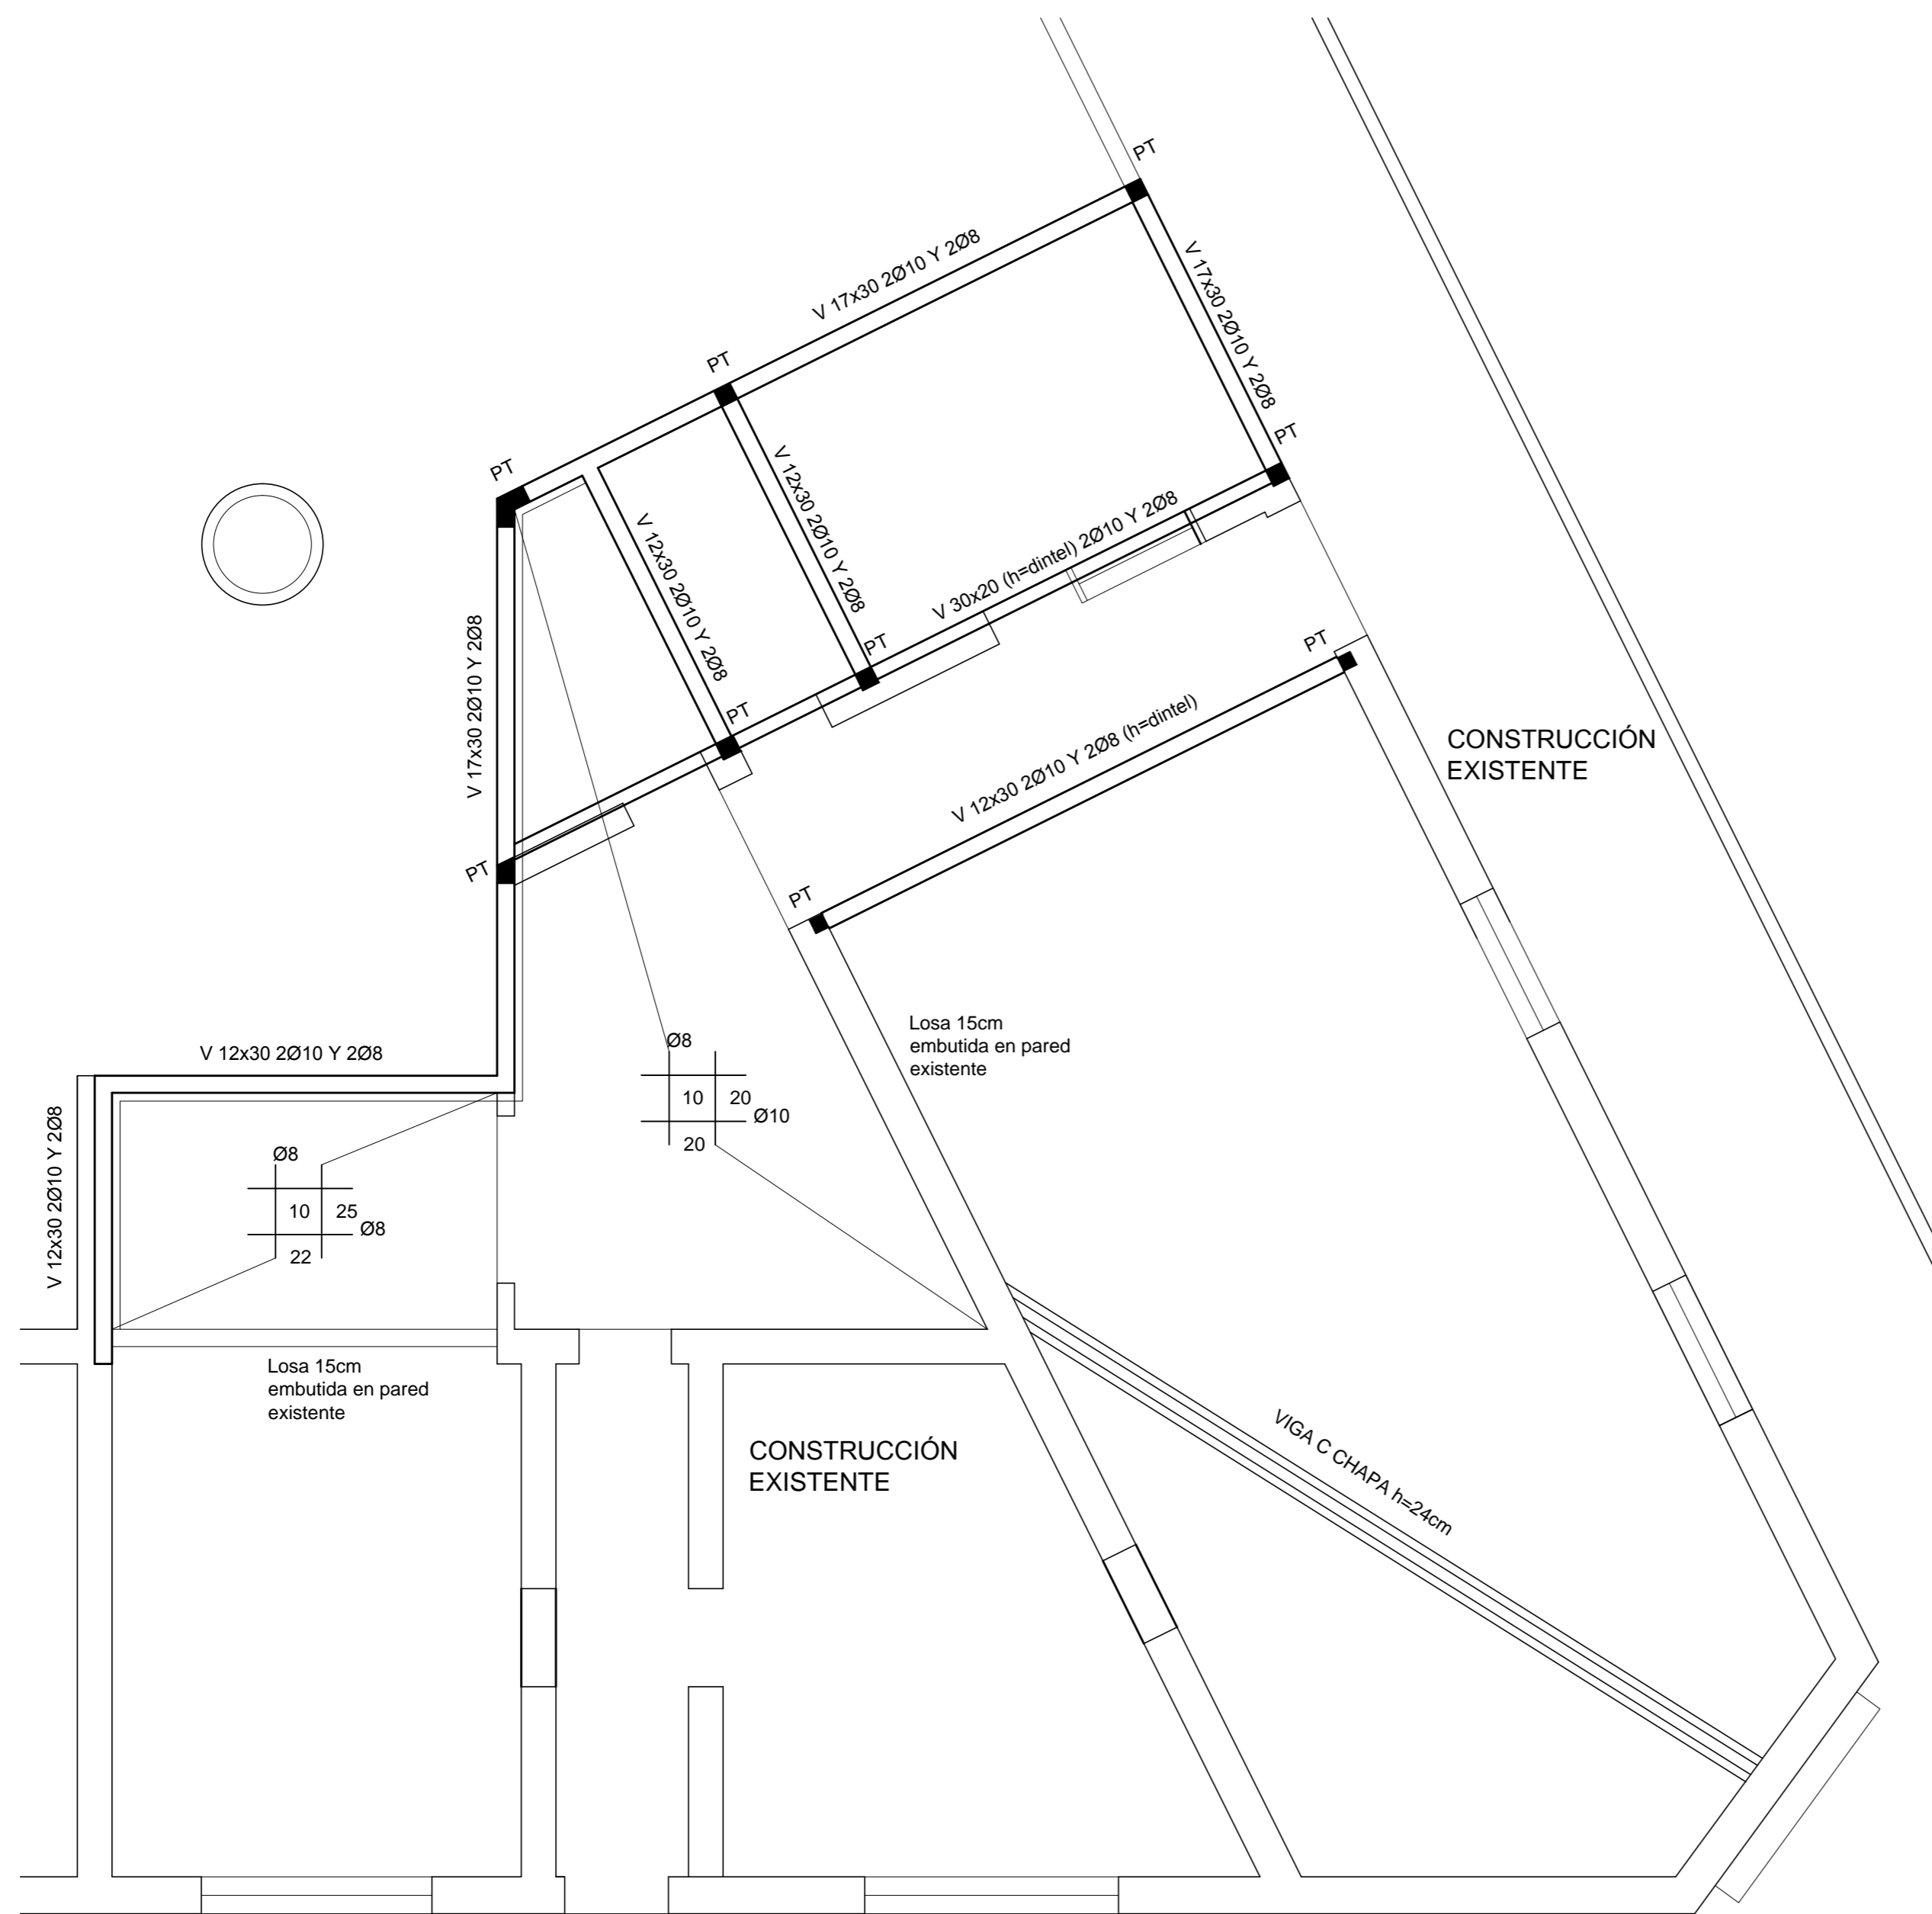 PT
V 17x30 2Ø10 Y 2Ø8
V 17x30 2Ø10 Y 2Ø8
PT
PT
PT
V 12x30 2Ø10 Y 2Ø8
V 12x30 2Ø10 Y 2Ø8
V 30x20 (h=dintel) 2Ø10 Y 2Ø8
V 17x30 2Ø10 Y 2Ø8
PT
PT
PT
PT
PT
V 12x30 2Ø10 Y 2Ø8 (h=dintel)
CONSTRUCCIÓN
EXISTENTE
Losa 15cm
embutida en pared
existente
Ø8
10
20
Ø10
20
V 12x30 2Ø10 Y 2Ø8
V 12x30 2Ø10 Y 2Ø8
Ø8
10
25
Ø8
22
Losa 15cm
embutida en pared
existente
CONSTRUCCIÓN
EXISTENTE
VIGA C CHAPA h=24cm